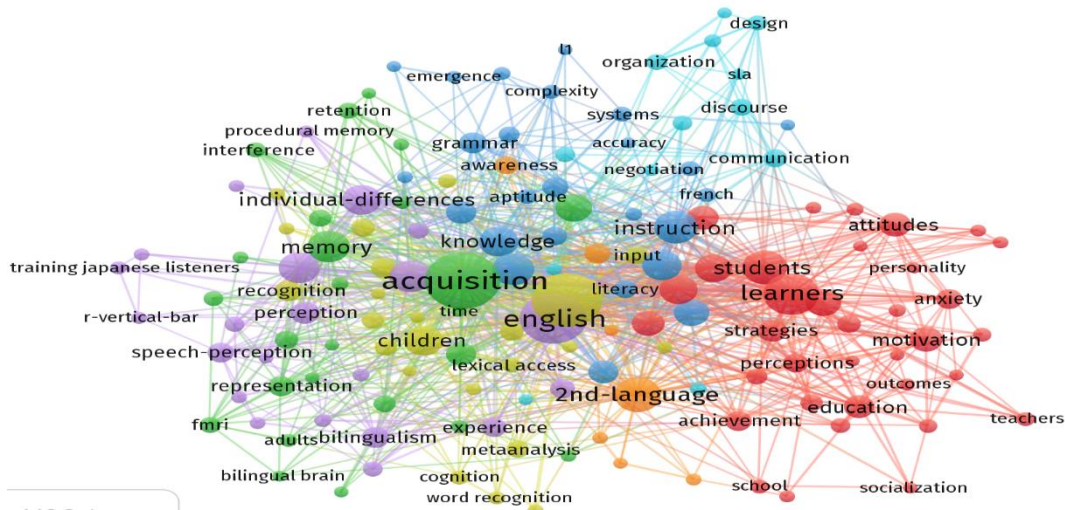 design
l1
organization
emergence
sla
complexity
retention
discourse
systems
procedural memory
grammar
accuracy
interference
awareness
negotiation
communication
individual-differences
aptitude
french
instruction
attitudes
memory
knowledge
input
training japanese listeners
students
personality
acquisition
recognition
literacy
learners
anxiety
r-vertical-bar
perception
time
english
strategies
children
motivation
speech-perception
lexical access
perceptions
representation
outcomes
2nd-language
education
achievement
teachers
fmri
experience
adults
bilingualism
metaanalysis
bilingual brain
cognition
school
socialization
word recognition